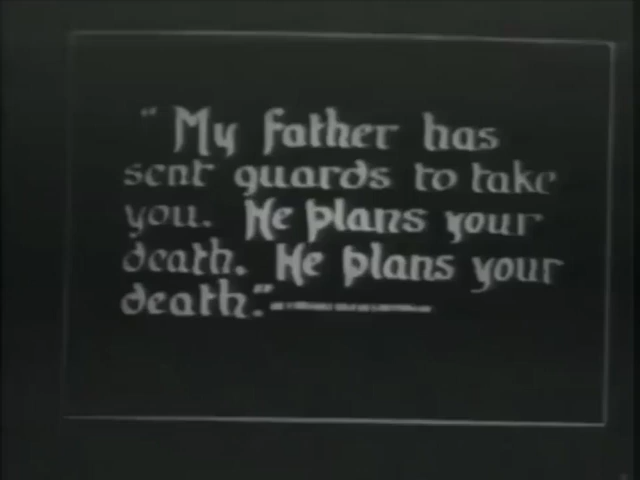 "My father has
sent guards to take
you. He plans your
death. He plans your
death."